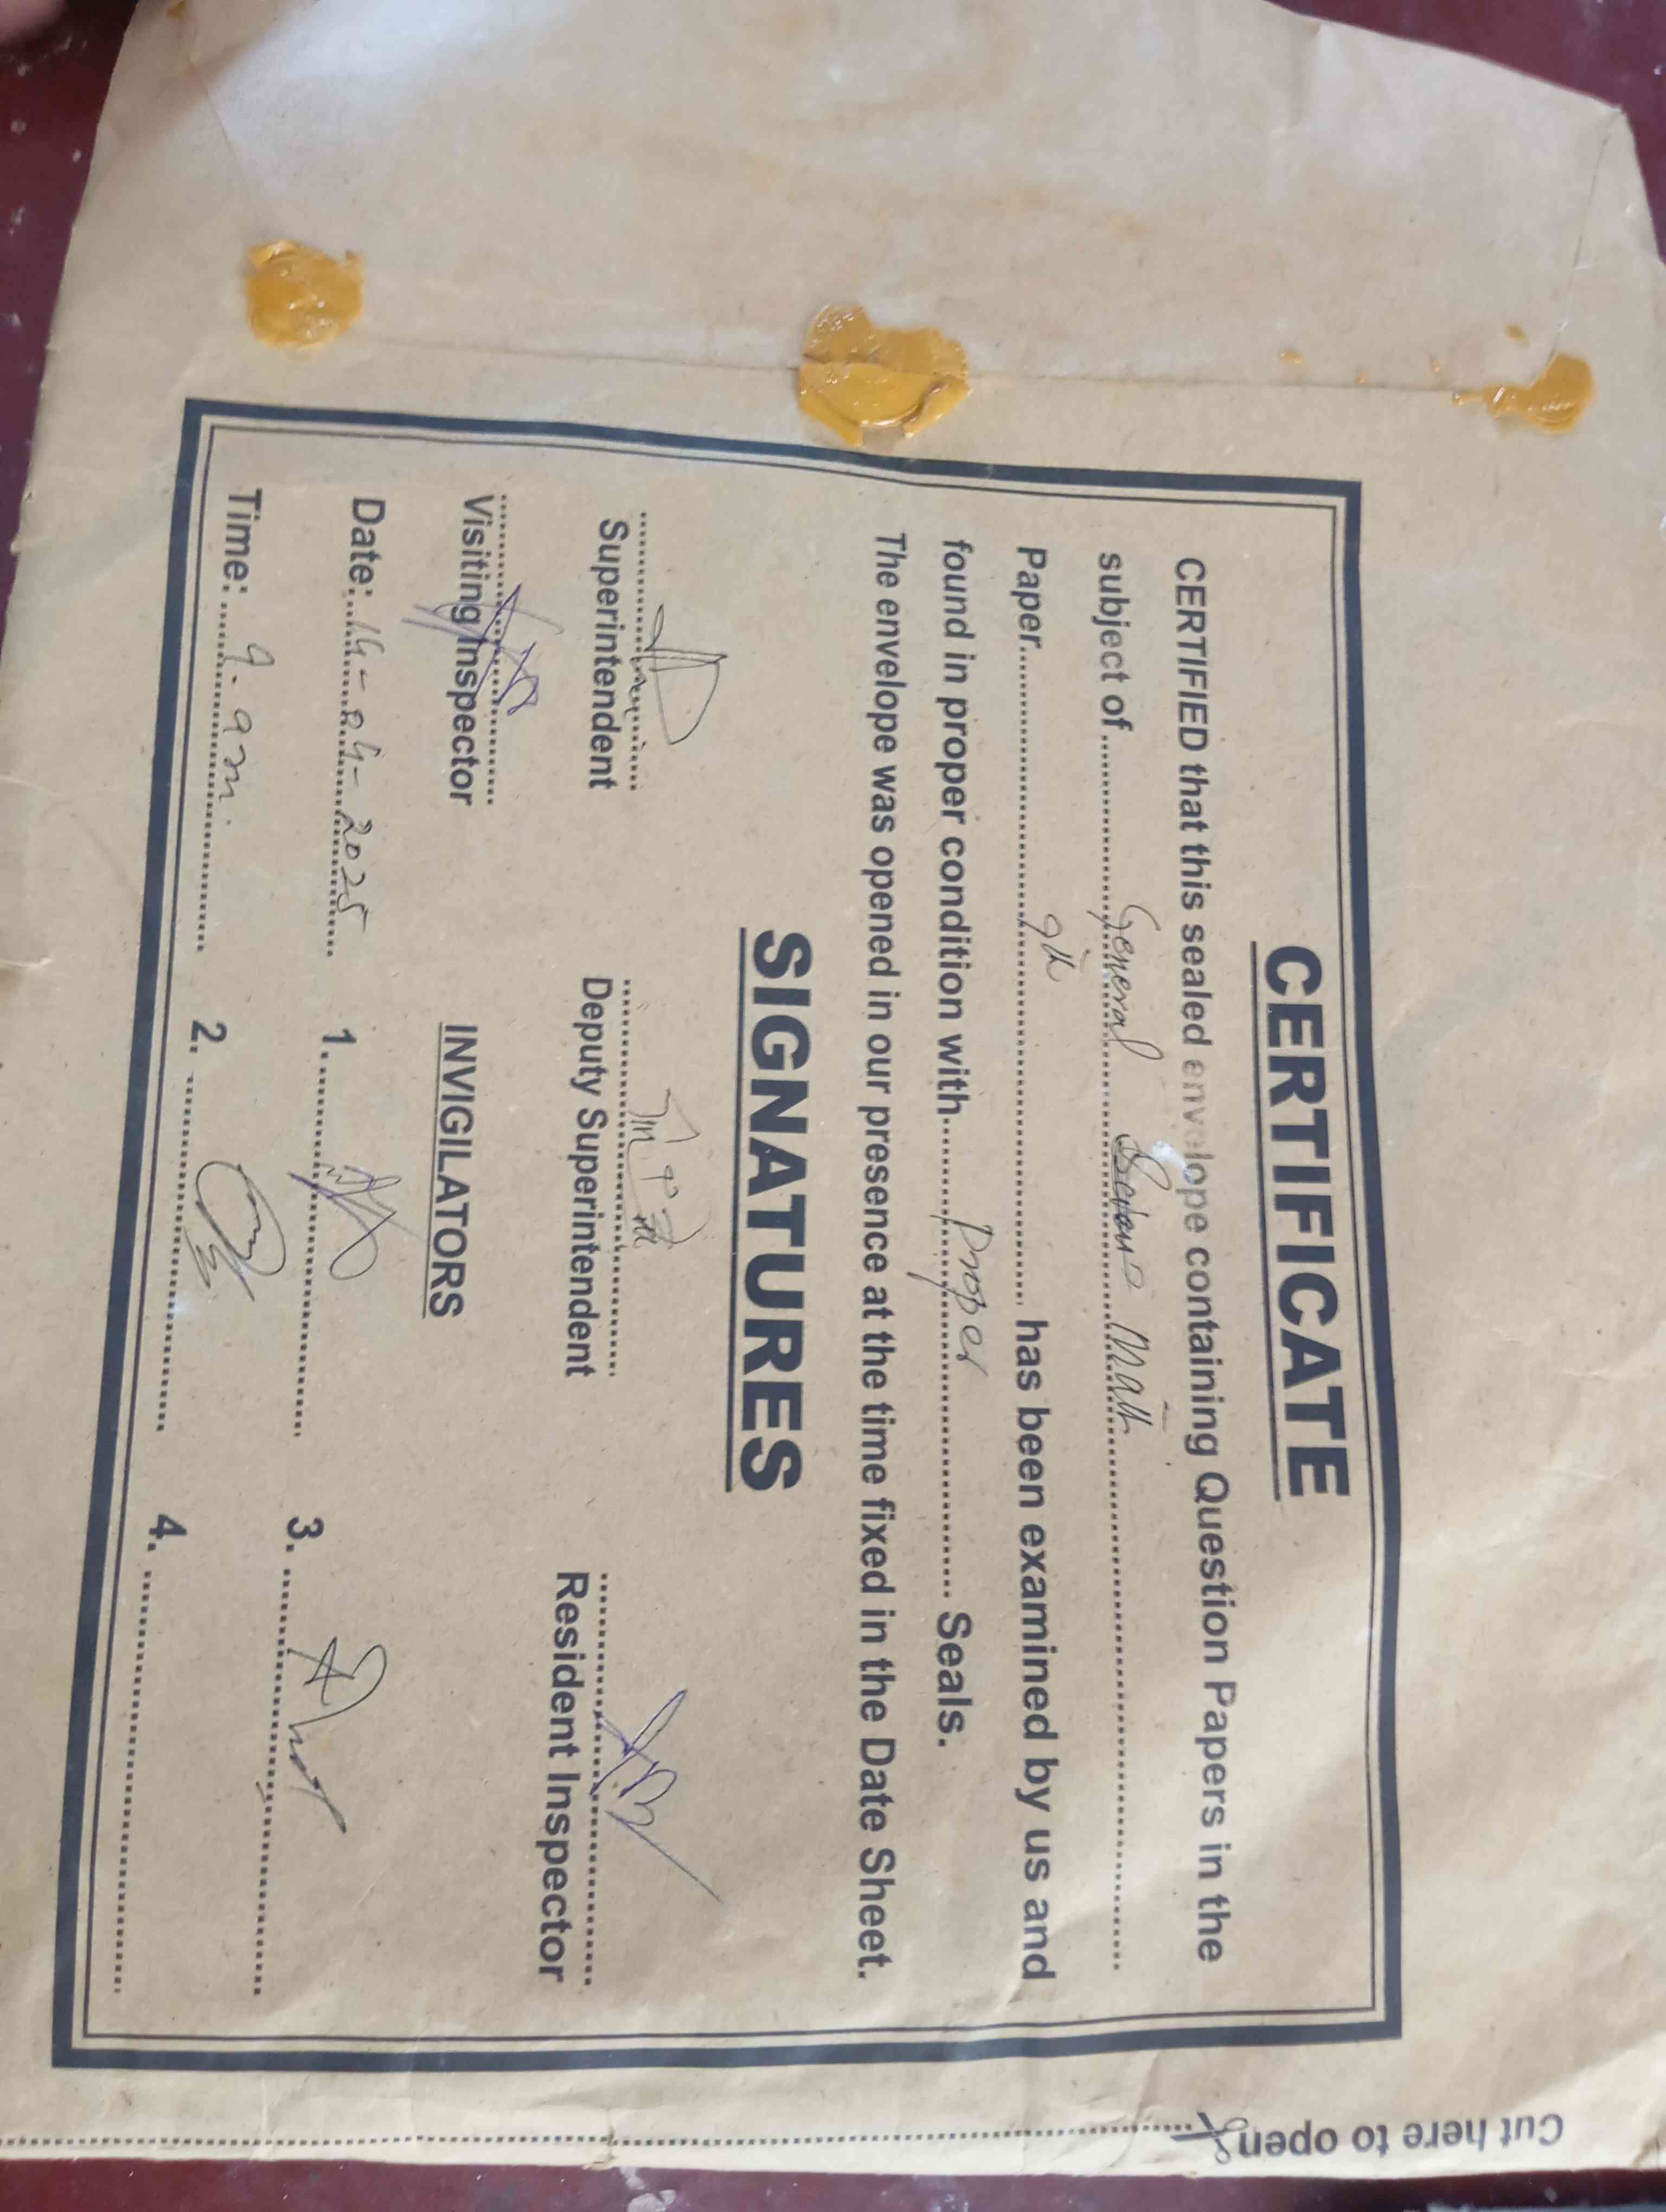 CERTIFICATE
CERTIFIED that this sealed envelope containing Question Papers in the
subject of General Science Math
Paper 9th has been examined by us and
found in proper condition with proper Seals.
The envelope was opened in our presence at the time fixed in the Date Sheet.
SIGNATURES
Superintendent Deputy Superintendent Resident Inspector
Visiting Inspector INVIGILATORS
Date: 14-04-2025 1. 3.
Time: 9-am. 2. 4.
Cut here to open